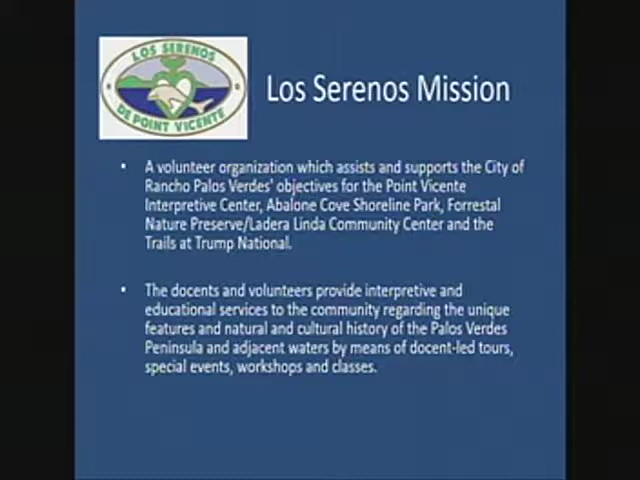 LOS SERENOS
DE POINT VICENTE
Los Serenos Mission
• A volunteer organization which assists and supports the City of
Rancho Palos Verdes' objectives for the Point Vicente
Interpretive Center, Abalone Cove Shoreline Park, Forrestal
Nature Preserve/Ladera Linda Community Center and the
Trails at Trump National.
• The docents and volunteers provide interpretive and
educational services to the community regarding the unique
features and natural and cultural history of the Palos Verdes
Peninsula and adjacent waters by means of docent-led tours,
special events, workshops and classes.